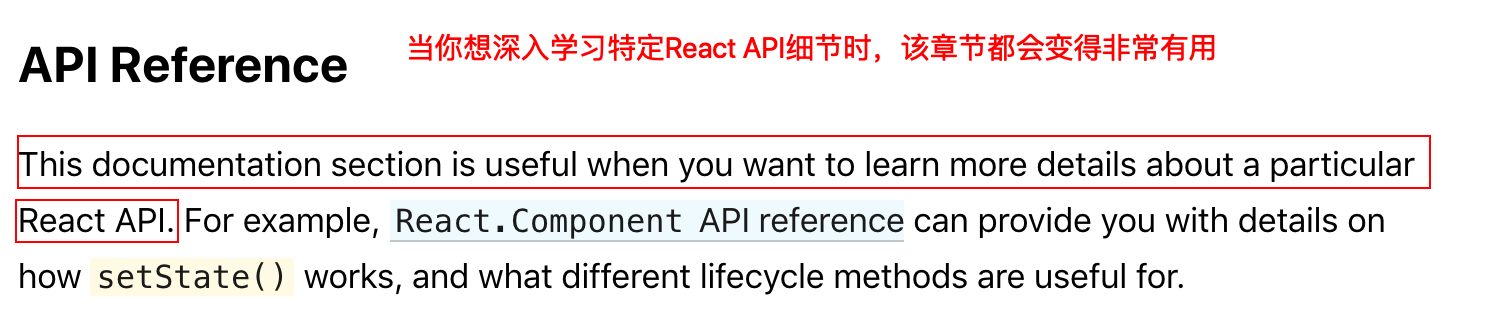 API Reference
当你想深入学习特定React API细节时，该章节都会变得非常有用
This documentation section is useful when you want to learn more details about a particular
React API. For example, React.Component API reference can provide you with details on
how setState() works, and what different lifecycle methods are useful for.